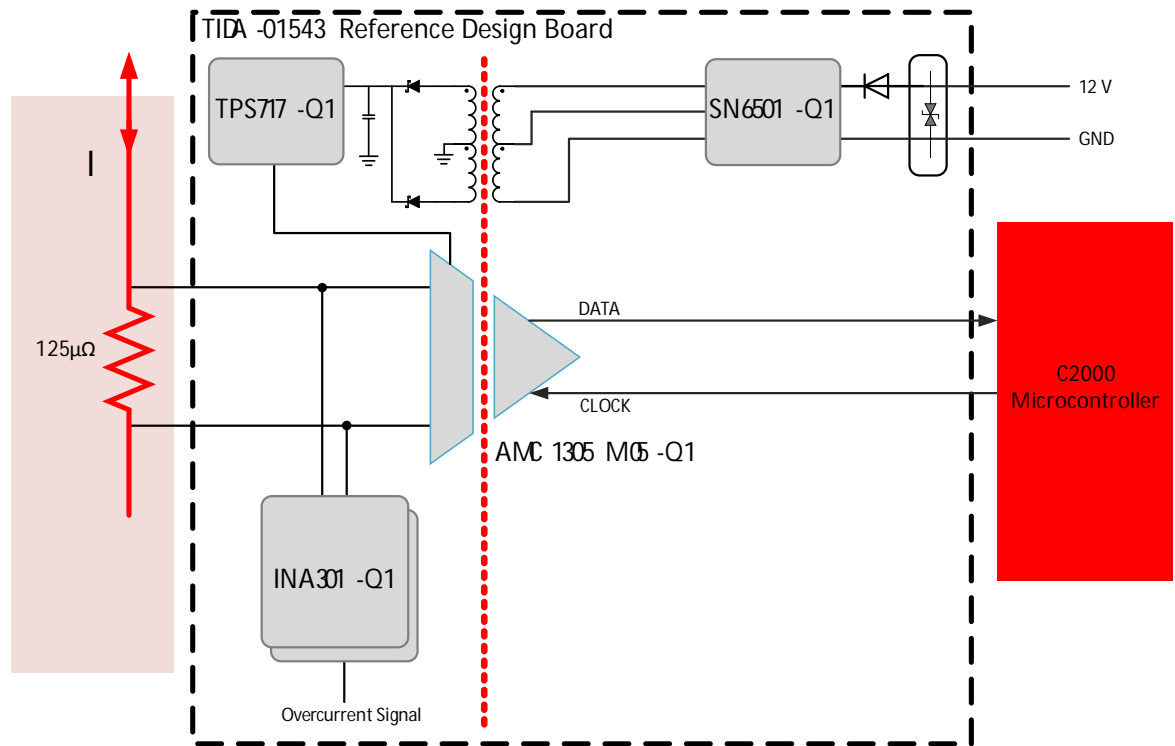 TIDA -01543 Reference Design Board
TPS717 -Q1
SN6501 -Q1
12 V
GND
I
125µΩ
DATA
CLOCK
C2000
Microcontroller
AMC 1305 M05 -Q1
INA301 -Q1
Overcurrent Signal